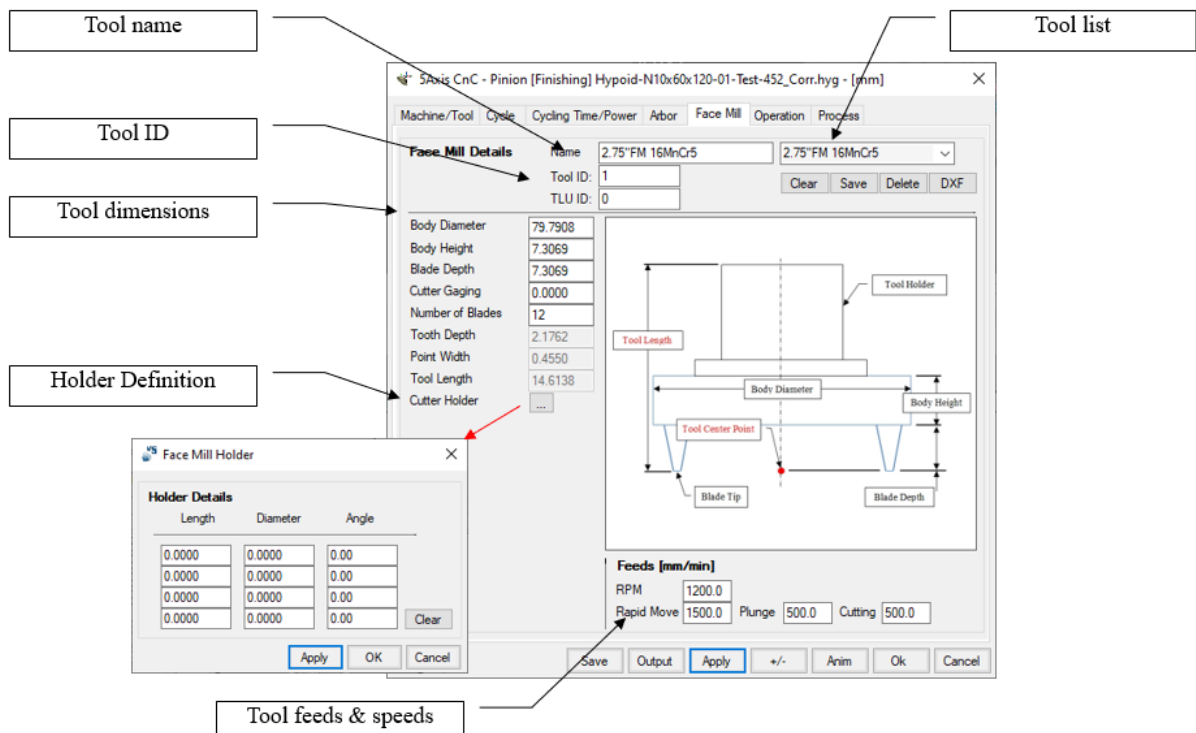 Tool name
Tool list
5Axis CnC - Pinion [Finishing] Hypoid-N10x60x120-01-Test-452_Corr.hyg - [mm]
Machine/Tool Cycle Cycling Time/Power Arbor Face Mill Operation Process
Tool ID
Face Mill Details Name 2.75"FM 16MnCr5 2.75"FM 16MnCr5
Tool ID: 1
Clear Save Delete DXF
TLU ID: 0
Tool dimensions
Body Diameter 79.7908
Body Height 7.3069
Blade Depth 7.3069
Cutter Gaging 0.0000
Number of Blades 12
Tooth Depth 2.1762
Point Width 0.4550
Tool Length 14.6138
Cutter Holder ...
Holder Definition
Tool Holder
Tool Length
Body Diameter
Body Height
Tool Center Point
Blade Tip
Blade Depth
Face Mill Holder
Holder Details
Length Diameter Angle
0.0000 0.0000 0.00
0.0000 0.0000 0.00
0.0000 0.0000 0.00
0.0000 0.0000 0.00 Clear
Apply OK Cancel
Feeds [mm/min]
RPM 1200.0
Rapid Move 1500.0 Plunge 500.0 Cutting 500.0
Save Output Apply +/- Anim Ok Cancel
Tool feeds & speeds